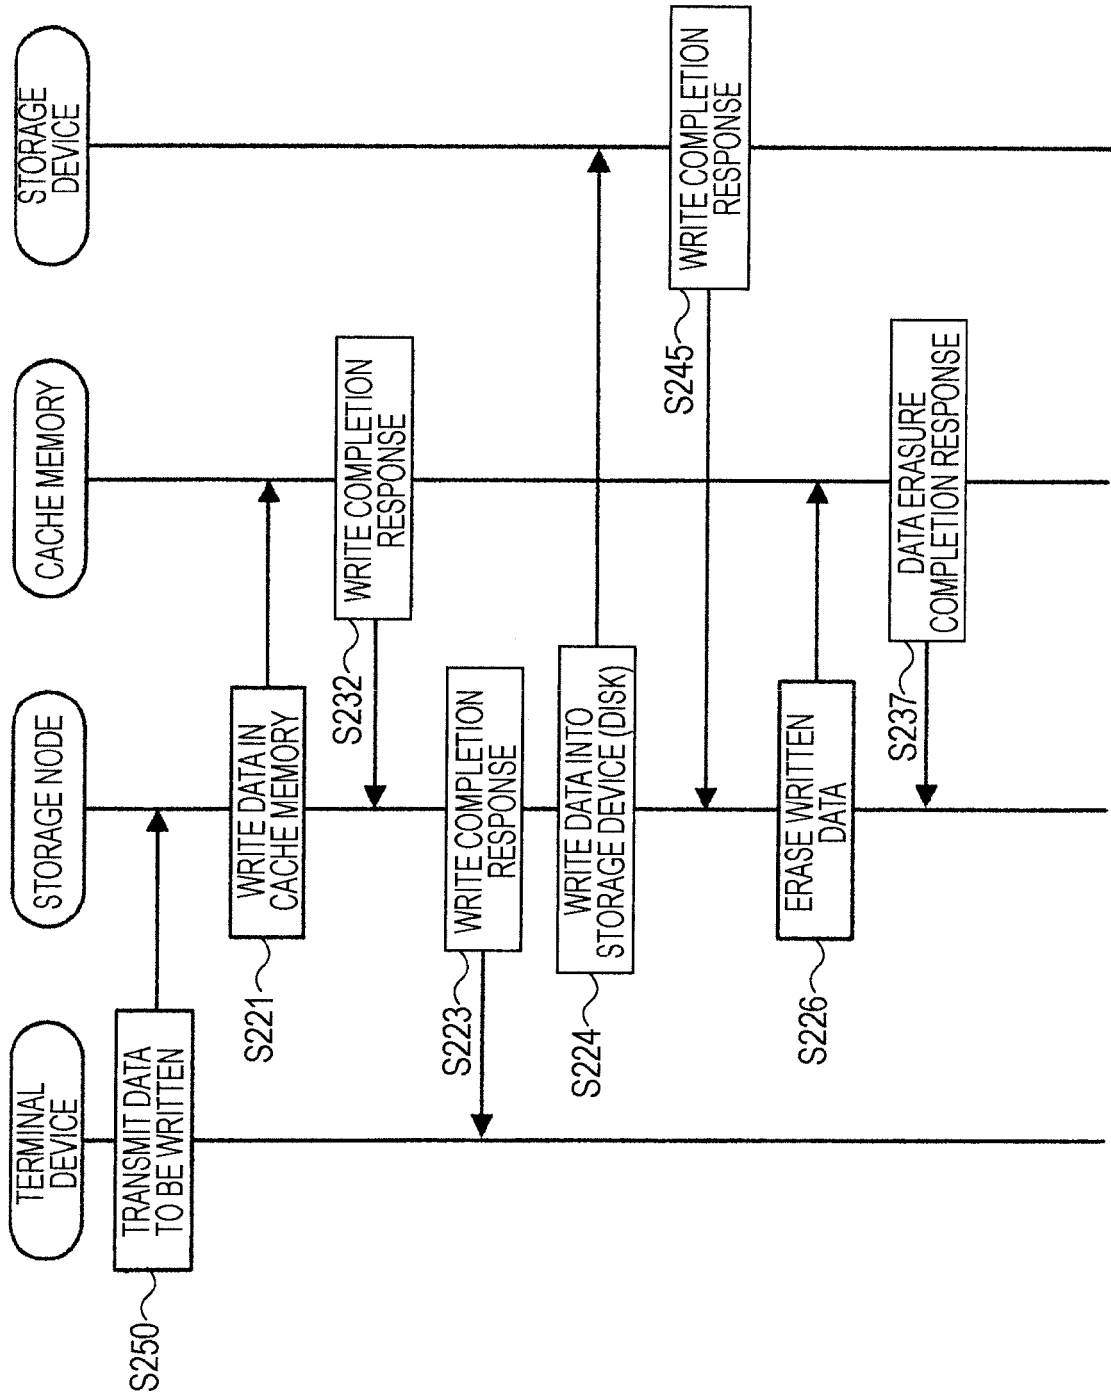 TERMINAL
DEVICE
STORAGE NODE
CACHE MEMORY
STORAGE
DEVICE
S250
TRANSMIT DATA
TO BE WRITTEN
S221
WRITE DATA IN
CACHE MEMORY
S232
WRITE COMPLETION
RESPONSE
S223
WRITE COMPLETION
RESPONSE
S224
WRITE DATA INTO
STORAGE DEVICE (DISK)
S245
WRITE COMPLETION
RESPONSE
S226
ERASE WRITTEN
DATA
S237
DATA ERASURE
COMPLETION RESPONSE